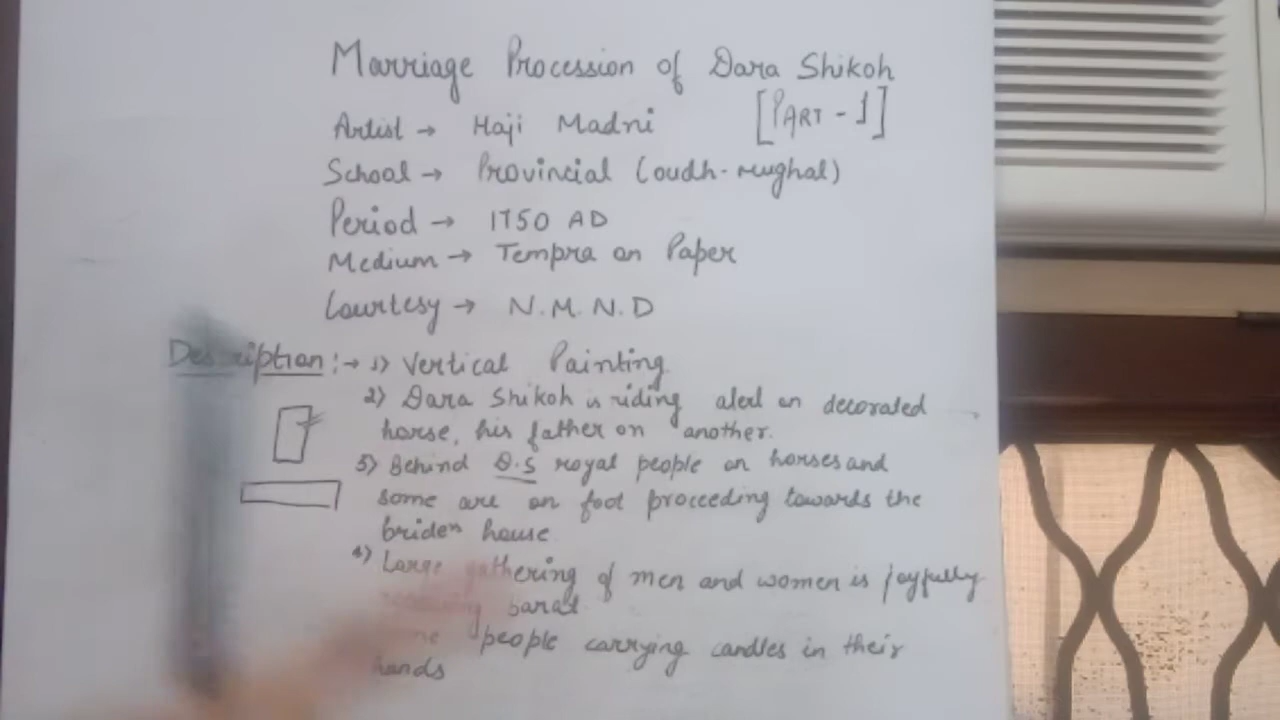 Marriage Procession of Dara Shikoh
[PART - 1]
Artist → Haji Madni
School → Provincial (oudh-mughal)
Period → 1750 AD
Medium → Tempra on Paper
Courtesy → N.M.N.D
Description :→ 1) Vertical Painting
2) Dara Shikoh is riding on decorated
horse, his father on another.
3) Behind D.S royal people on horses and
some are on foot proceeding towards the
house
4) Large gathering of men and women is joyfully
barat
people carrying candles in their
hands